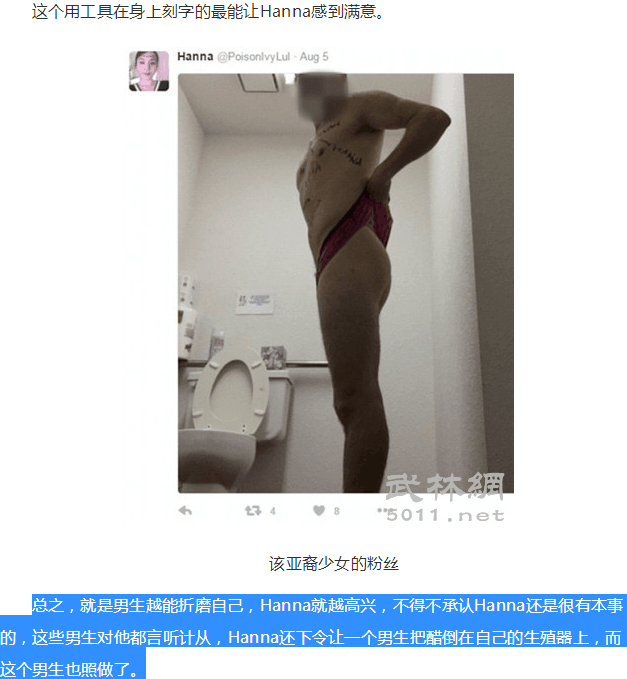 这个用工具在身上刻字的最能让Hanna感到满意。
Hanna @PoisonIvyLul · Aug 5
武林網
5011.net
4 8
该亚裔少女的粉丝
总之，就是男生越能折磨自己，Hanna就越高兴，不得不承认Hanna还是很有本事
的，这些男生对他都言听计从，Hanna还下令让一个男生把醋倒在自己的生殖器上，而
这个男生也照做了。